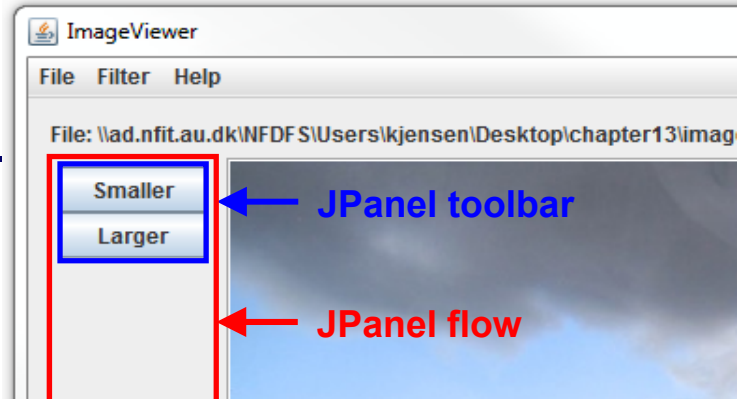 ImageViewer
File Filter Help
File: \\ad.nfit.au.dk\NFDFS\Users\kjensen\Desktop\chapter13\imag
Smaller
JPanel toolbar
Larger
JPanel flow